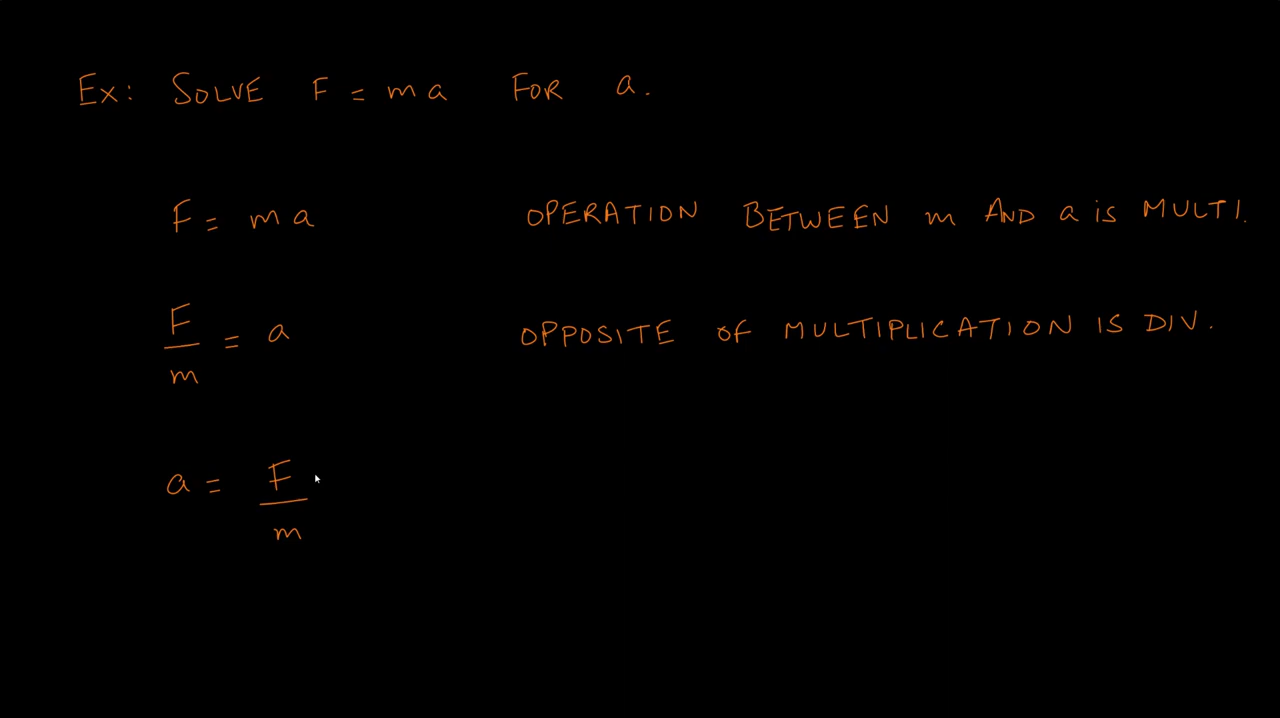 Ex: SOLVE F = ma FOR a.
F = ma OPERATION BETWEEN m AND a is MULTI.
F/m = a OPPOSITE OF MULTIPLICATION IS DIV.
a = F/m